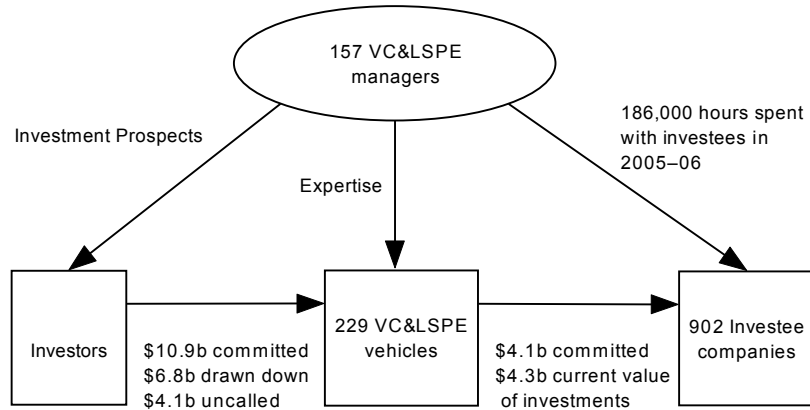 157 VC&LSPE
managers
Investment Prospects
186,000 hours spent
with investees in
2005–06
Expertise
Investors
$10.9b committed
$6.8b drawn down
$4.1b uncalled
229 VC&LSPE
vehicles
$4.1b committed
$4.3b current value
of investments
902 Investee
companies